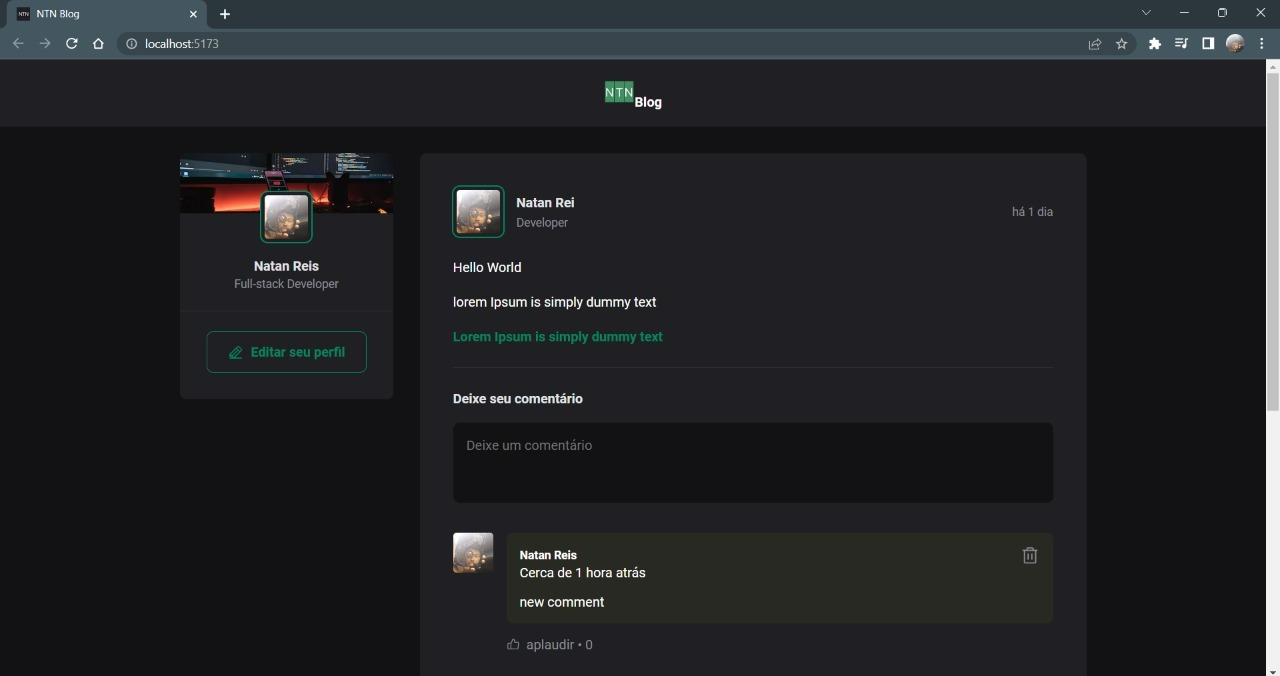 NTN Blog
localhost:5173
NTN Blog
Natan Reis
Full-stack Developer
Editar seu perfil
Natan Rei
Developer
há 1 dia
Hello World
lorem Ipsum is simply dummy text
Lorem Ipsum is simply dummy text
Deixe seu comentário
Deixe um comentário
Natan Reis
Cerca de 1 hora atrás
new comment
aplaudir • 0